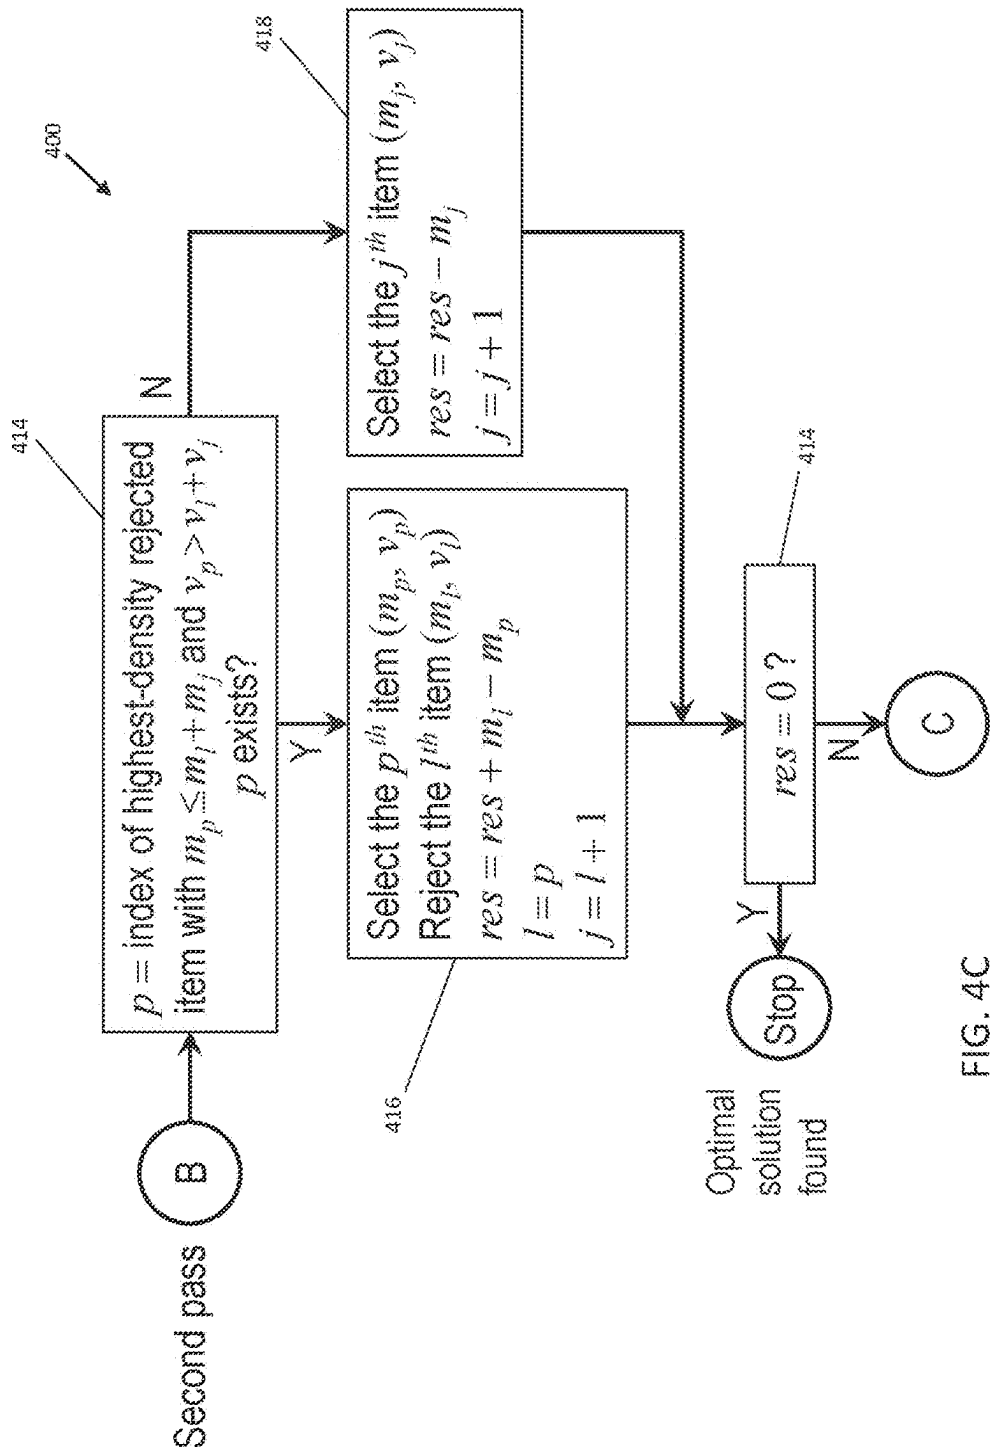 400
Second pass
B
414
p = index of highest-density rejected
item with m_p ≤ m_l + m_j and v_p > v_l + v_j
p exists?
Y
N
416
Select the p^th item (m_p, v_p)
Reject the l^th item (m_l, v_l)
res = res + m_l − m_p
l = p
j = l + 1
418
Select the j^th item (m_j, v_j)
res = res − m_j
j = j + 1
414
res = 0 ?
Y
N
Stop
Optimal
solution
found
C
FIG. 4C